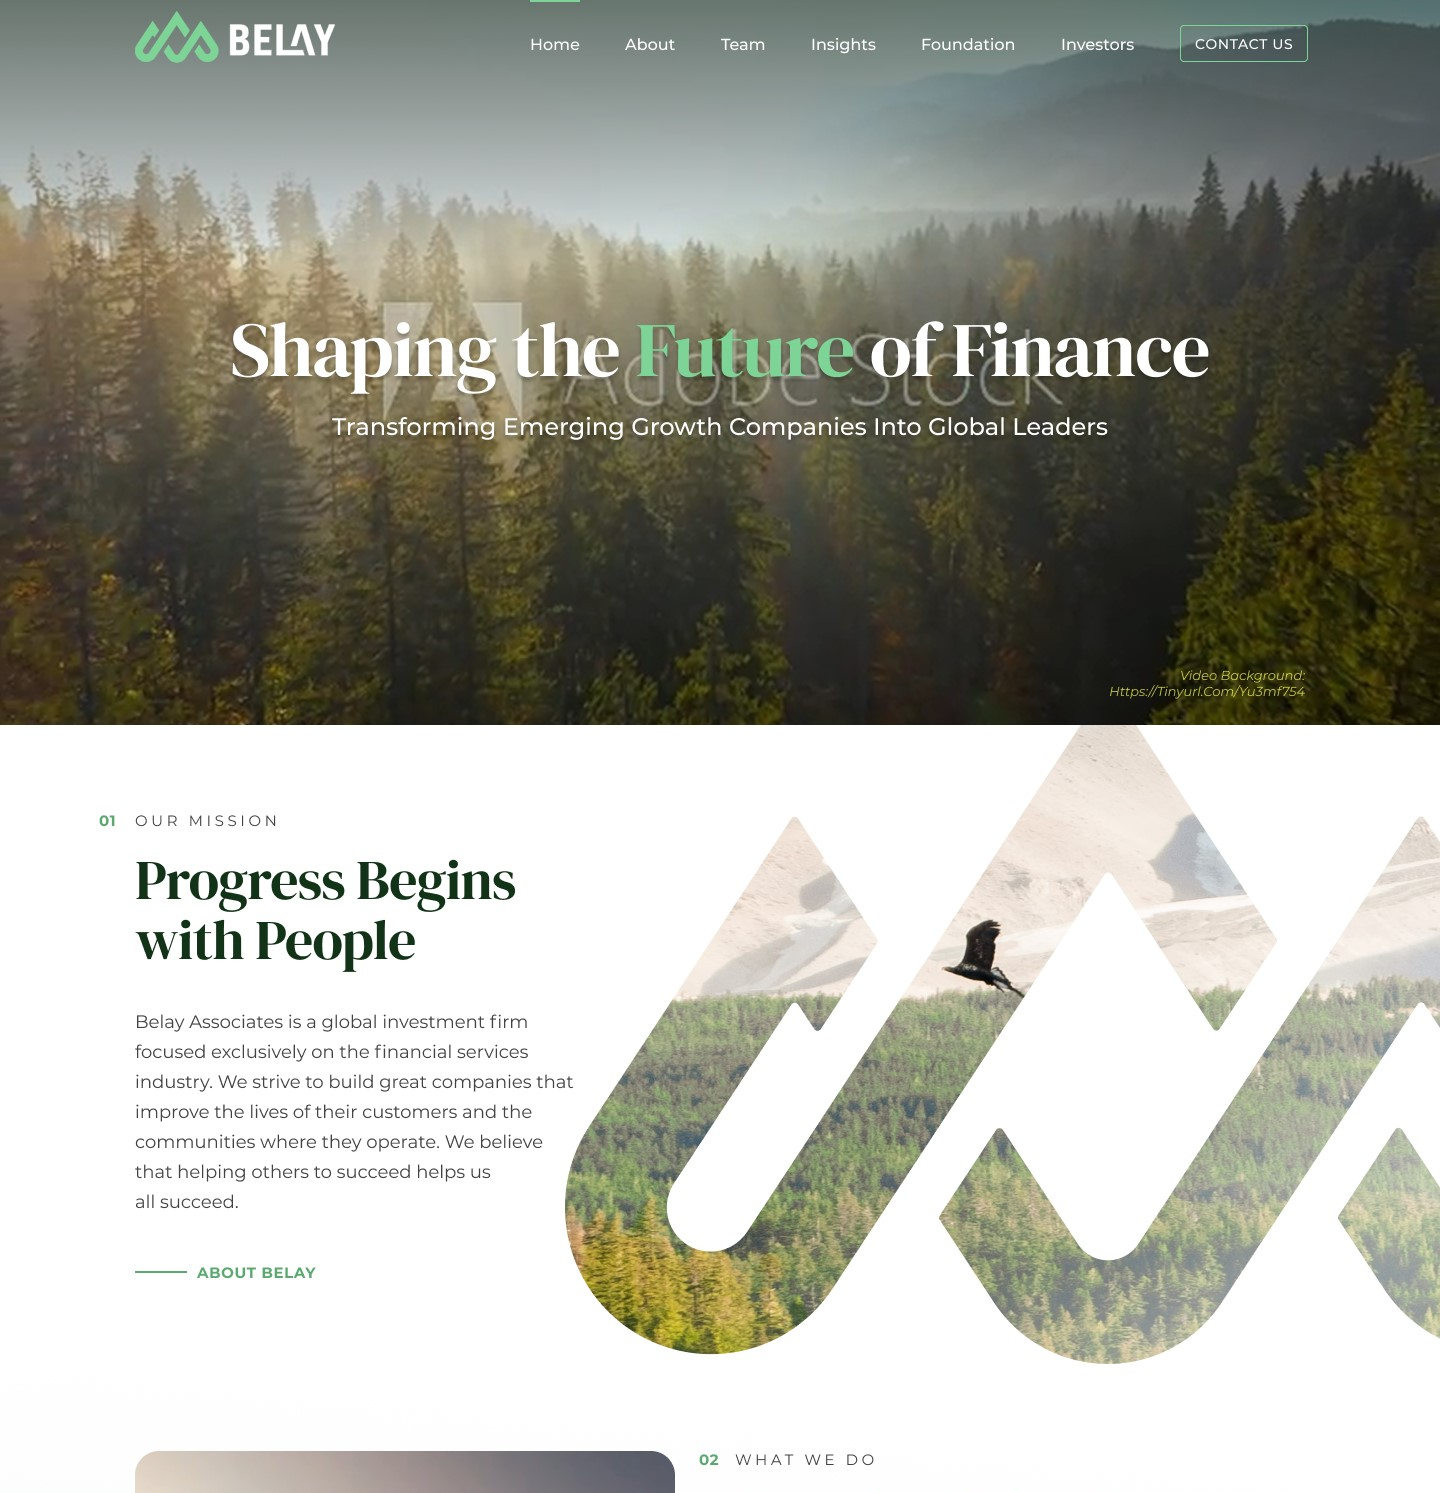 BELAY
Home About Team Insights Foundation Investors CONTACT US
Shaping the Future of Finance
Adobe Stock
Transforming Emerging Growth Companies Into Global Leaders
Video Background:
Https://Tinyurl.Com/Yu3mf754
01 OUR MISSION
Progress Begins
with People
Belay Associates is a global investment firm
focused exclusively on the financial services
industry. We strive to build great companies that
improve the lives of their customers and the
communities where they operate. We believe
that helping others to succeed helps us
all succeed.
ABOUT BELAY
02 WHAT WE DO